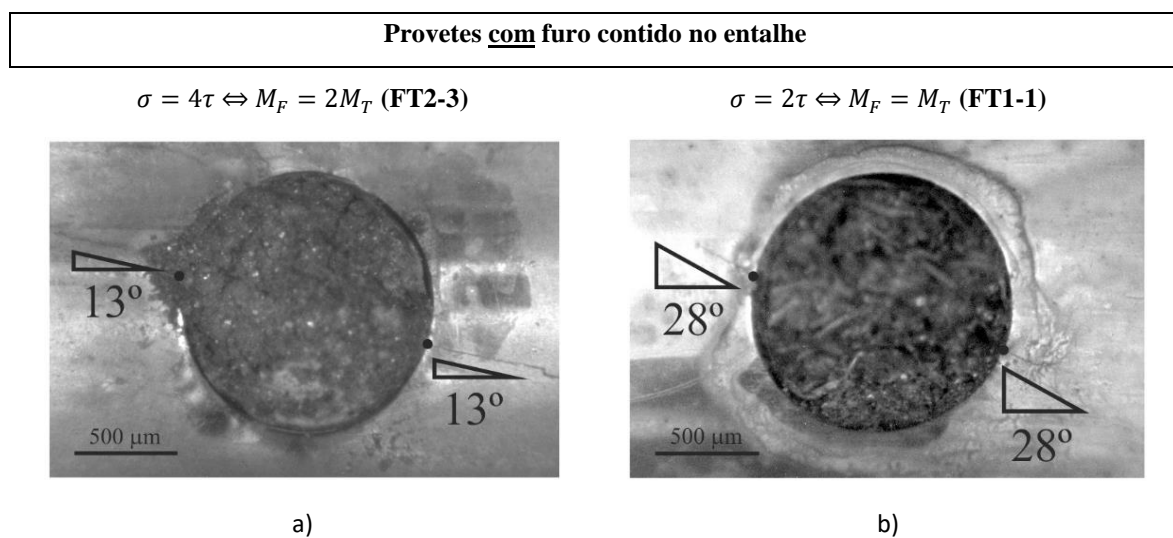 Provetes com furo contido no entalhe
σ = 4τ ⇔ M_F = 2M_T (FT2-3)
σ = 2τ ⇔ M_F = M_T (FT1-1)
13º
13º
500 µm
28º
28º
500 µm
a)
b)